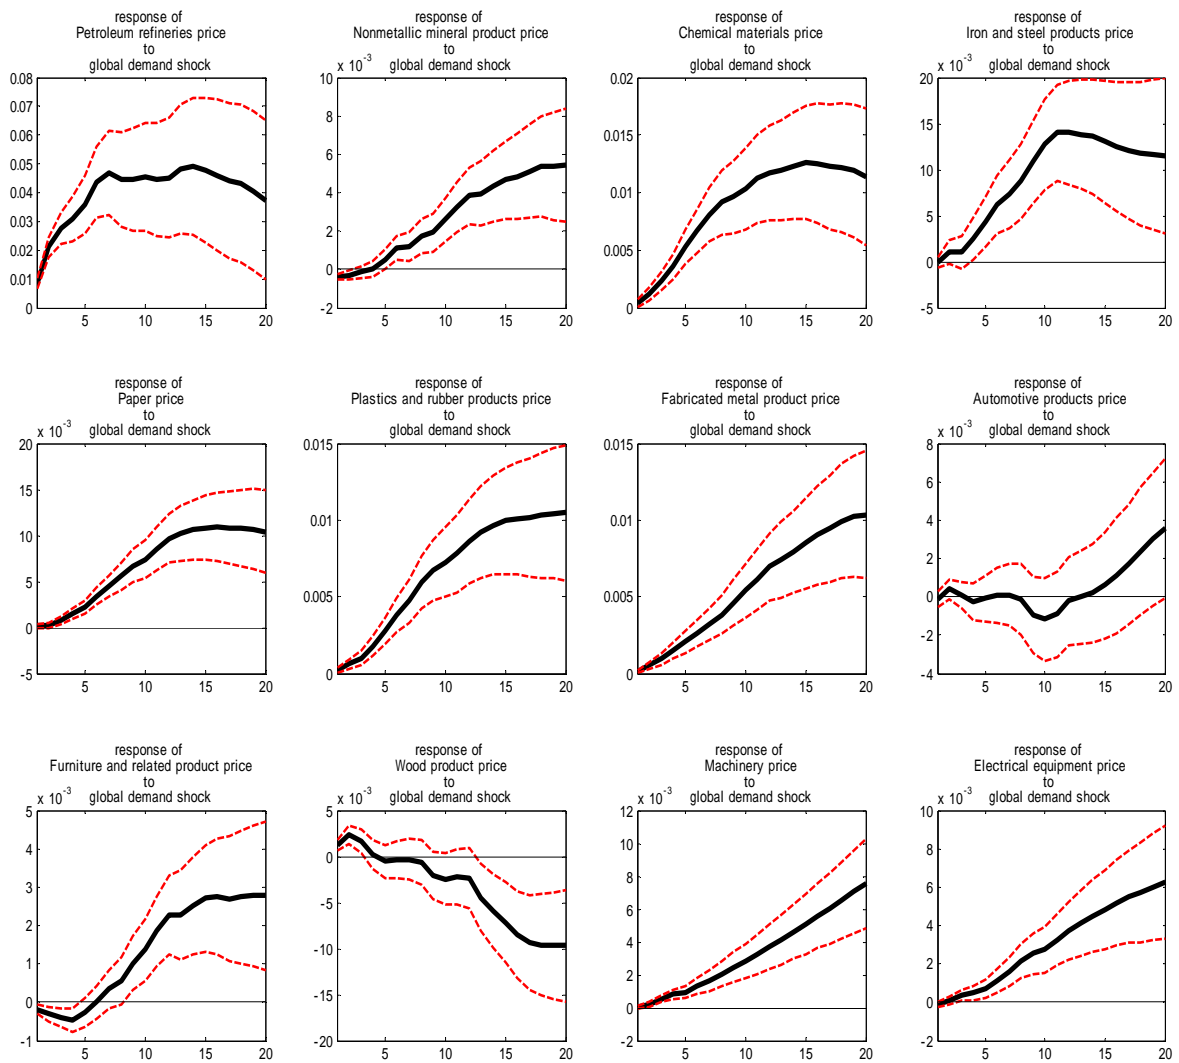 response of
Petroleum refineries price
to
global demand shock
0.08
0.07
0.06
0.05
0.04
0.03
0.02
0.01
0
5
10
15
20
response of
Nonmetallic mineral product price
to
global demand shock
x 10^-3
10
8
6
4
2
0
-2
5
10
15
20
response of
Chemical materials price
to
global demand shock
0.02
0.015
0.01
0.005
0
5
10
15
20
response of
Iron and steel products price
to
global demand shock
x 10^-3
20
15
10
5
0
-5
5
10
15
20
response of
Paper price
to
global demand shock
x 10^-3
20
15
10
5
0
-5
5
10
15
20
response of
Plastics and rubber products price
to
global demand shock
0.015
0.01
0.005
0
5
10
15
20
response of
Fabricated metal product price
to
global demand shock
0.015
0.01
0.005
0
5
10
15
20
response of
Automotive products price
to
global demand shock
x 10^-3
8
6
4
2
0
-2
-4
5
10
15
20
response of
Furniture and related product price
to
global demand shock
x 10^-3
5
4
3
2
1
0
-1
5
10
15
20
response of
Wood product price
to
global demand shock
x 10^-3
5
0
-5
-10
-15
-20
5
10
15
20
response of
Machinery price
to
global demand shock
x 10^-3
12
10
8
6
4
2
0
-2
5
10
15
20
response of
Electrical equipment price
to
global demand shock
x 10^-3
10
8
6
4
2
0
-2
5
10
15
20